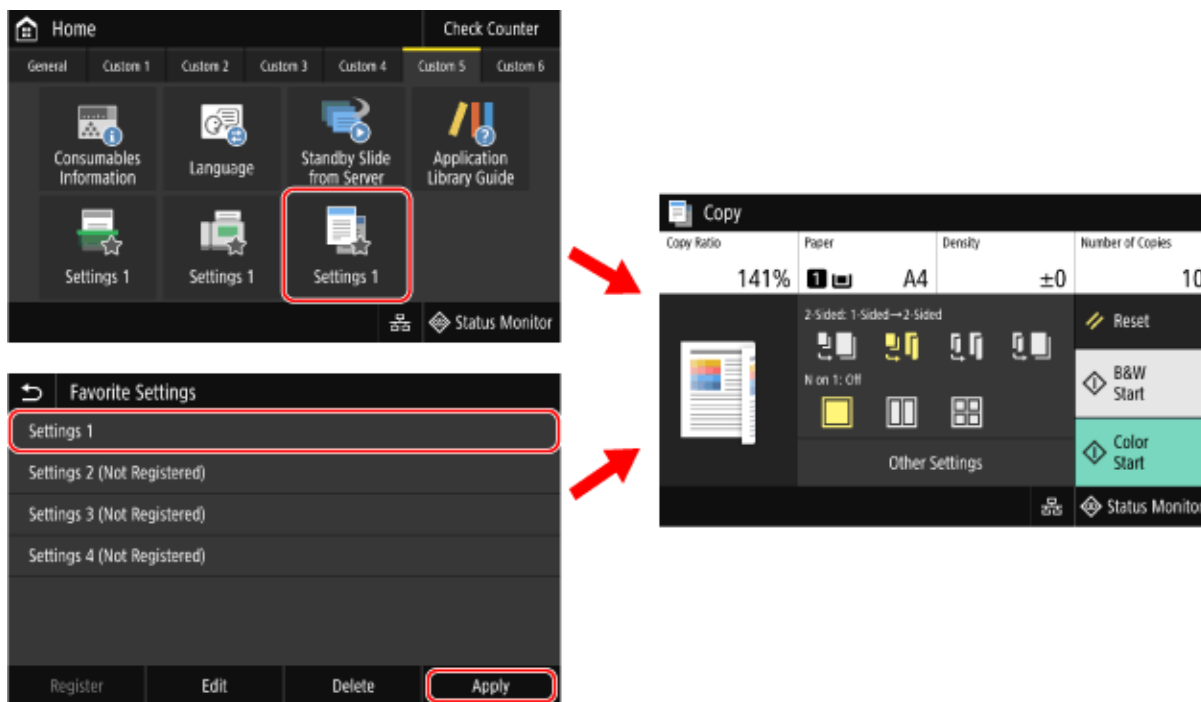 Home
Check Counter
General Custom 1 Custom 2 Custom 3 Custom 4 Custom 5 Custom 6
Consumables
Information
Language
Standby Slide
from Server
Application
Library Guide
Settings 1
Settings 1
Settings 1
Status Monitor
Favorite Settings
Settings 1
Settings 2 (Not Registered)
Settings 3 (Not Registered)
Settings 4 (Not Registered)
Register Edit Delete Apply
Copy
Copy Ratio Paper Density Number of Copies
141% 1 A4 ±0 10
2-Sided: 1-Sided→2-Sided
N on 1: Off
Other Settings
Reset
B&W
Start
Color
Start
Status Monitor